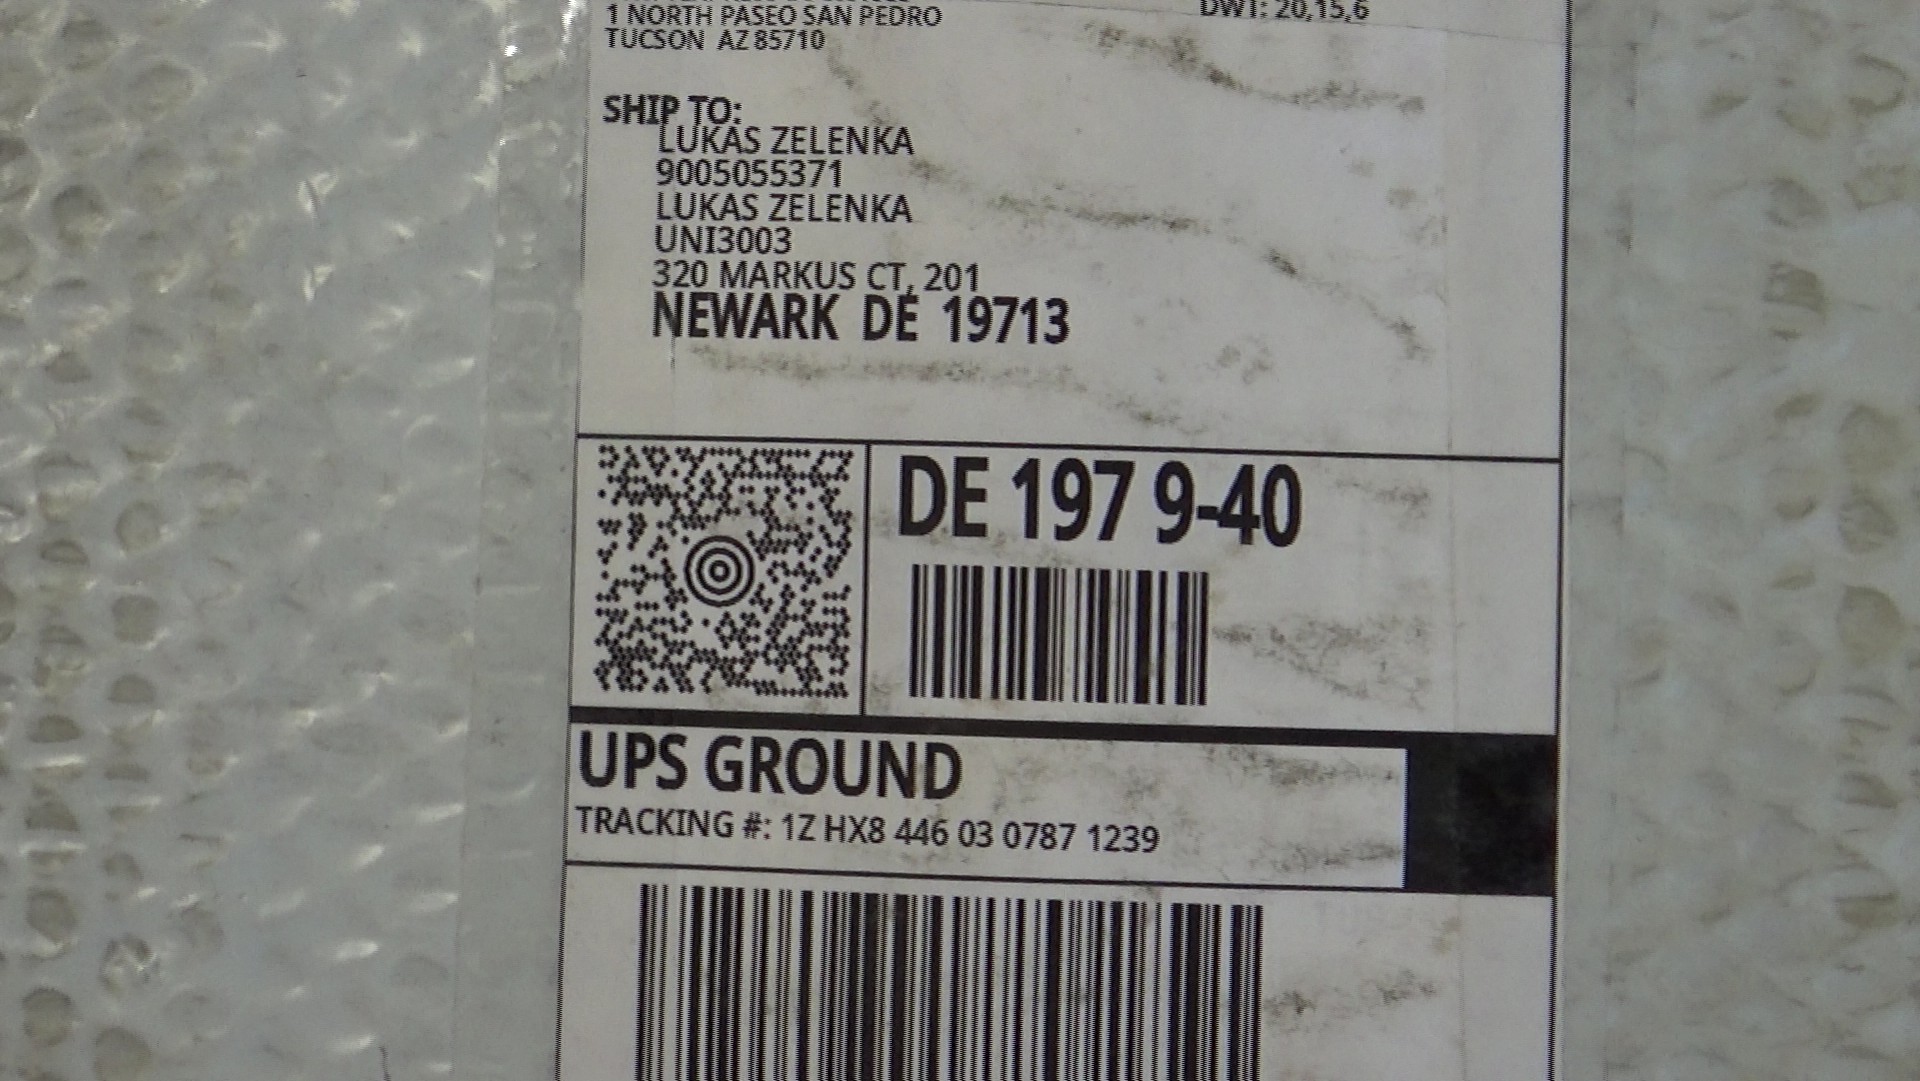 1 NORTH PASEO SAN PEDRO
TUCSON AZ 85710
DWT: 20,15,6
SHIP TO:
LUKAS ZELENKA
9005055371
LUKAS ZELENKA
UNI3003
320 MARKUS CT, 201
NEWARK DE 19713
DE 197 9-40
UPS GROUND
TRACKING #: 1Z HX8 446 03 0787 1239